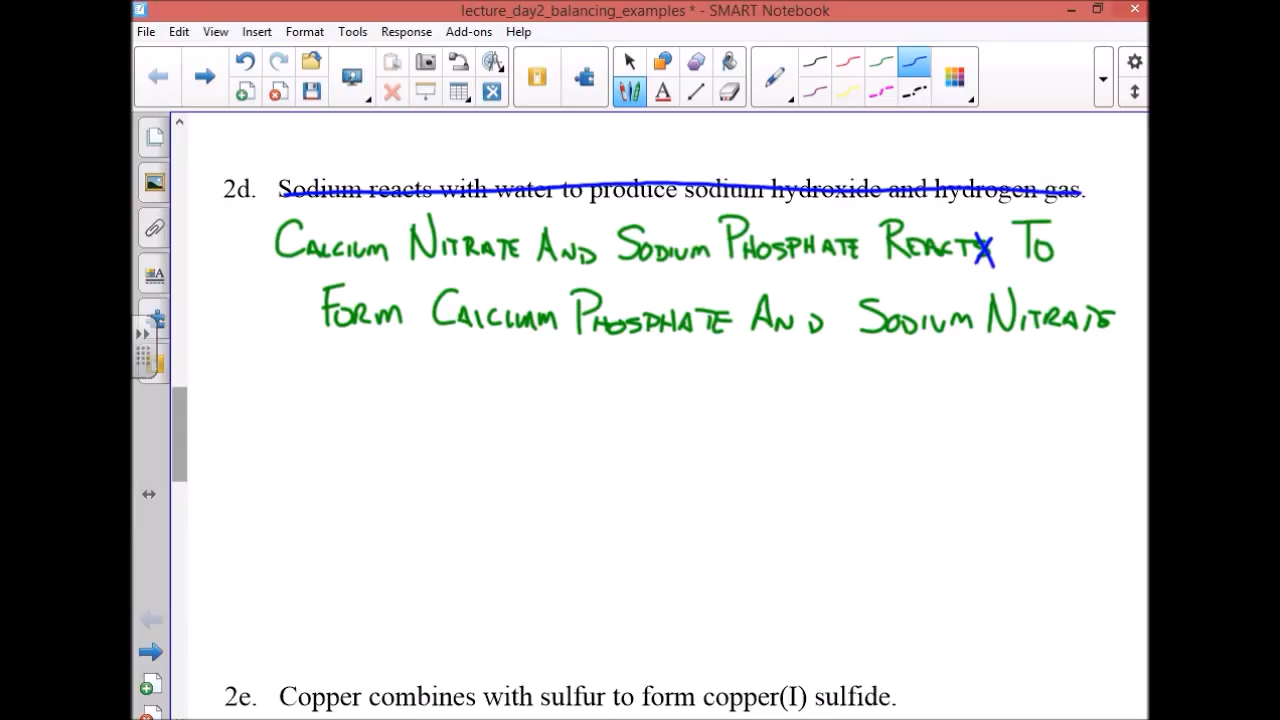 lecture_day2_balancing_examples * - SMART Notebook
File Edit View Insert Format Tools Response Add-ons Help
2d. Sodium reacts with water to produce sodium hydroxide and hydrogen gas.
CALCIUM NITRATE AND SODIUM PHOSPHATE REACT TO
FORM CALCIUM PHOSPHATE AND SODIUM NITRATE
2e. Copper combines with sulfur to form copper(I) sulfide.